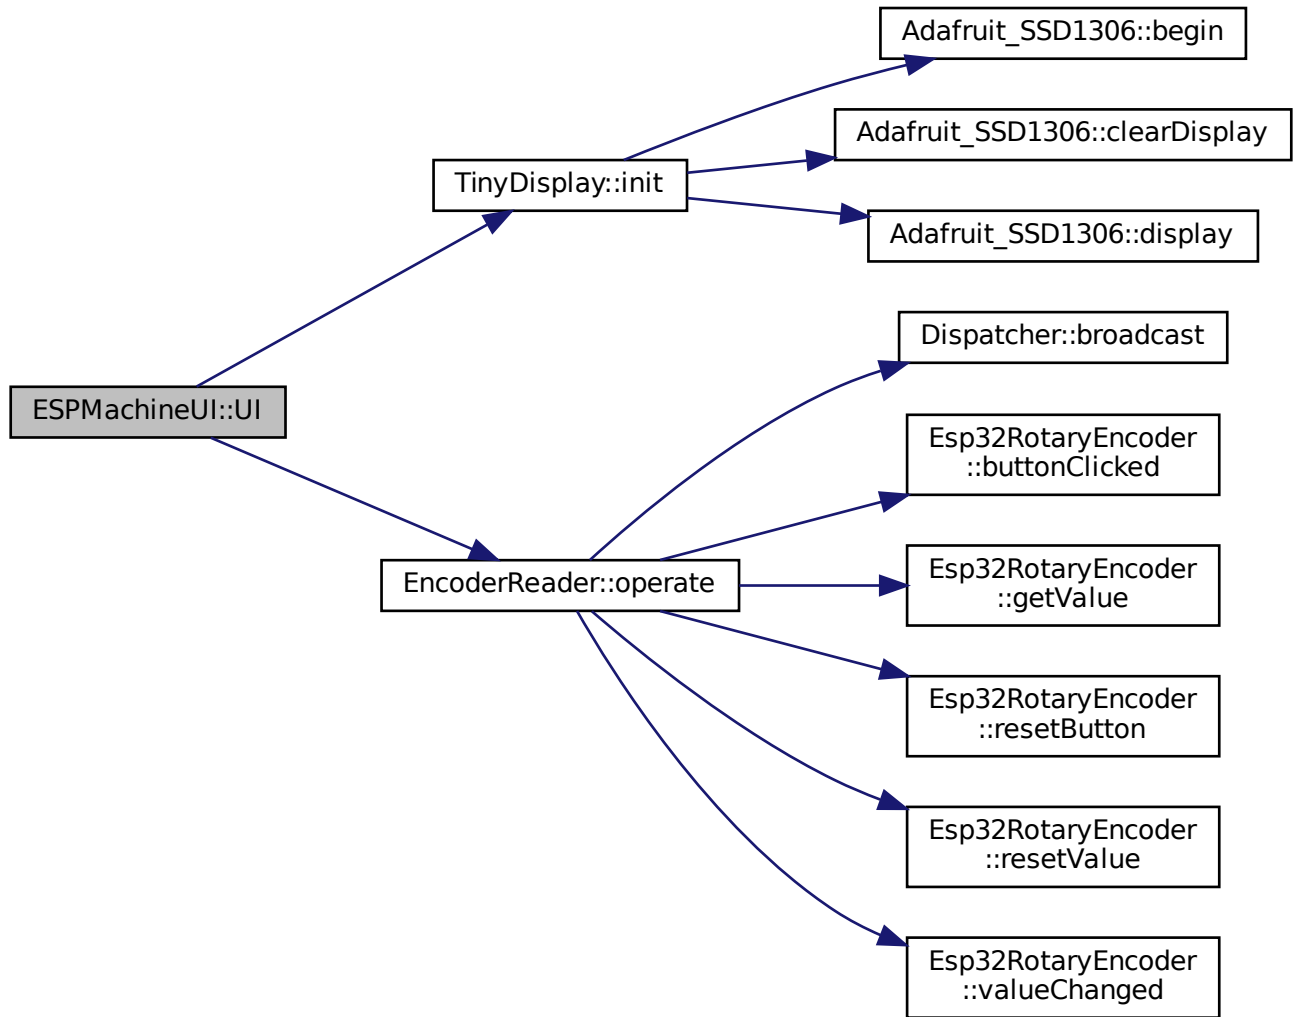 Adafruit_SSD1306::begin
Adafruit_SSD1306::clearDisplay
TinyDisplay::init
Adafruit_SSD1306::display
Dispatcher::broadcast
ESPMachineUI::UI
Esp32RotaryEncoder
::buttonClicked
EncoderReader::operate
Esp32RotaryEncoder
::getValue
Esp32RotaryEncoder
::resetButton
Esp32RotaryEncoder
::resetValue
Esp32RotaryEncoder
::valueChanged